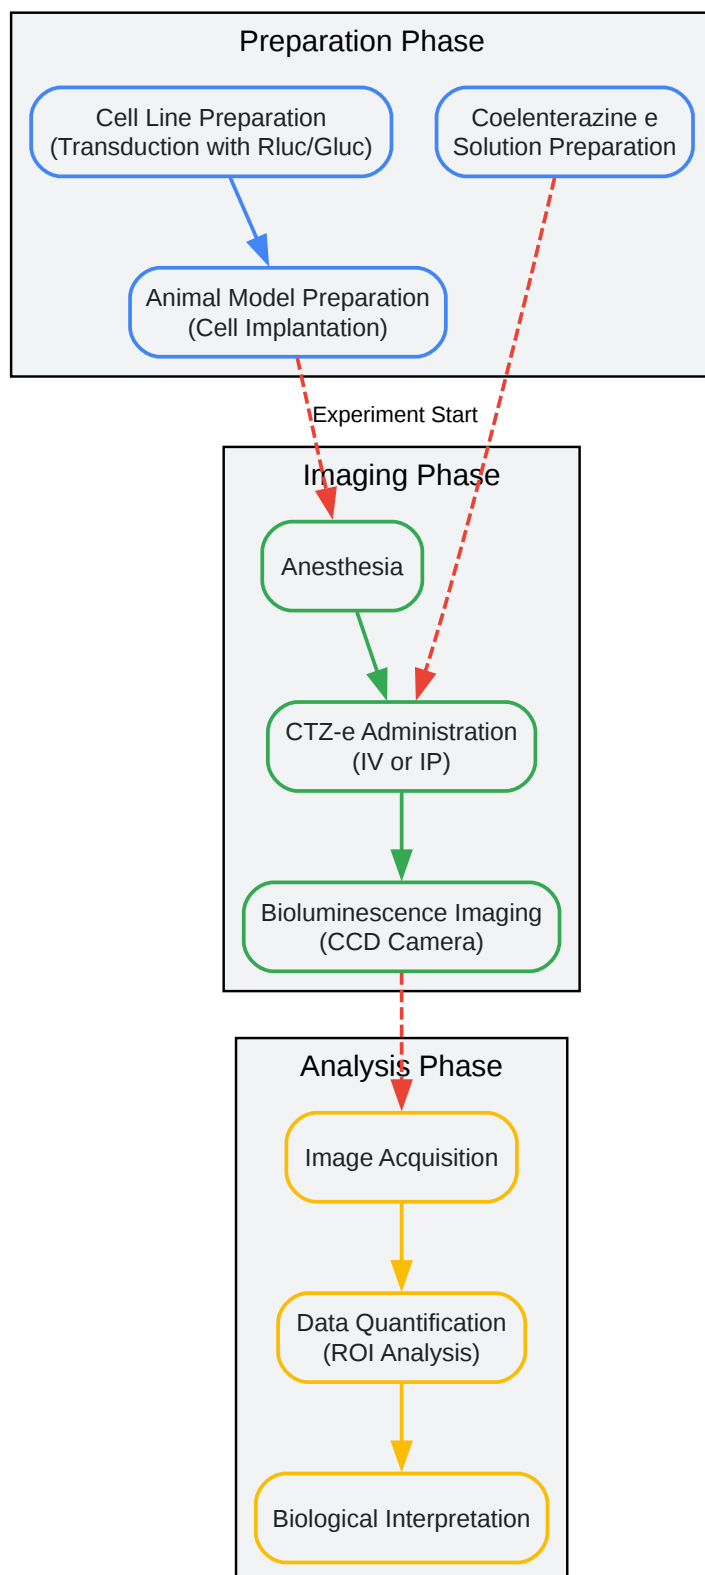 Preparation Phase
Cell Line Preparation
(Transduction with Rluc/Gluc)
Coelenterazine e
Solution Preparation
Animal Model Preparation
(Cell Implantation)
Experiment Start
Imaging Phase
Anesthesia
CTZ-e Administration
(IV or IP)
Bioluminescence Imaging
(CCD Camera)
Analysis Phase
Image Acquisition
Data Quantification
(ROI Analysis)
Biological Interpretation